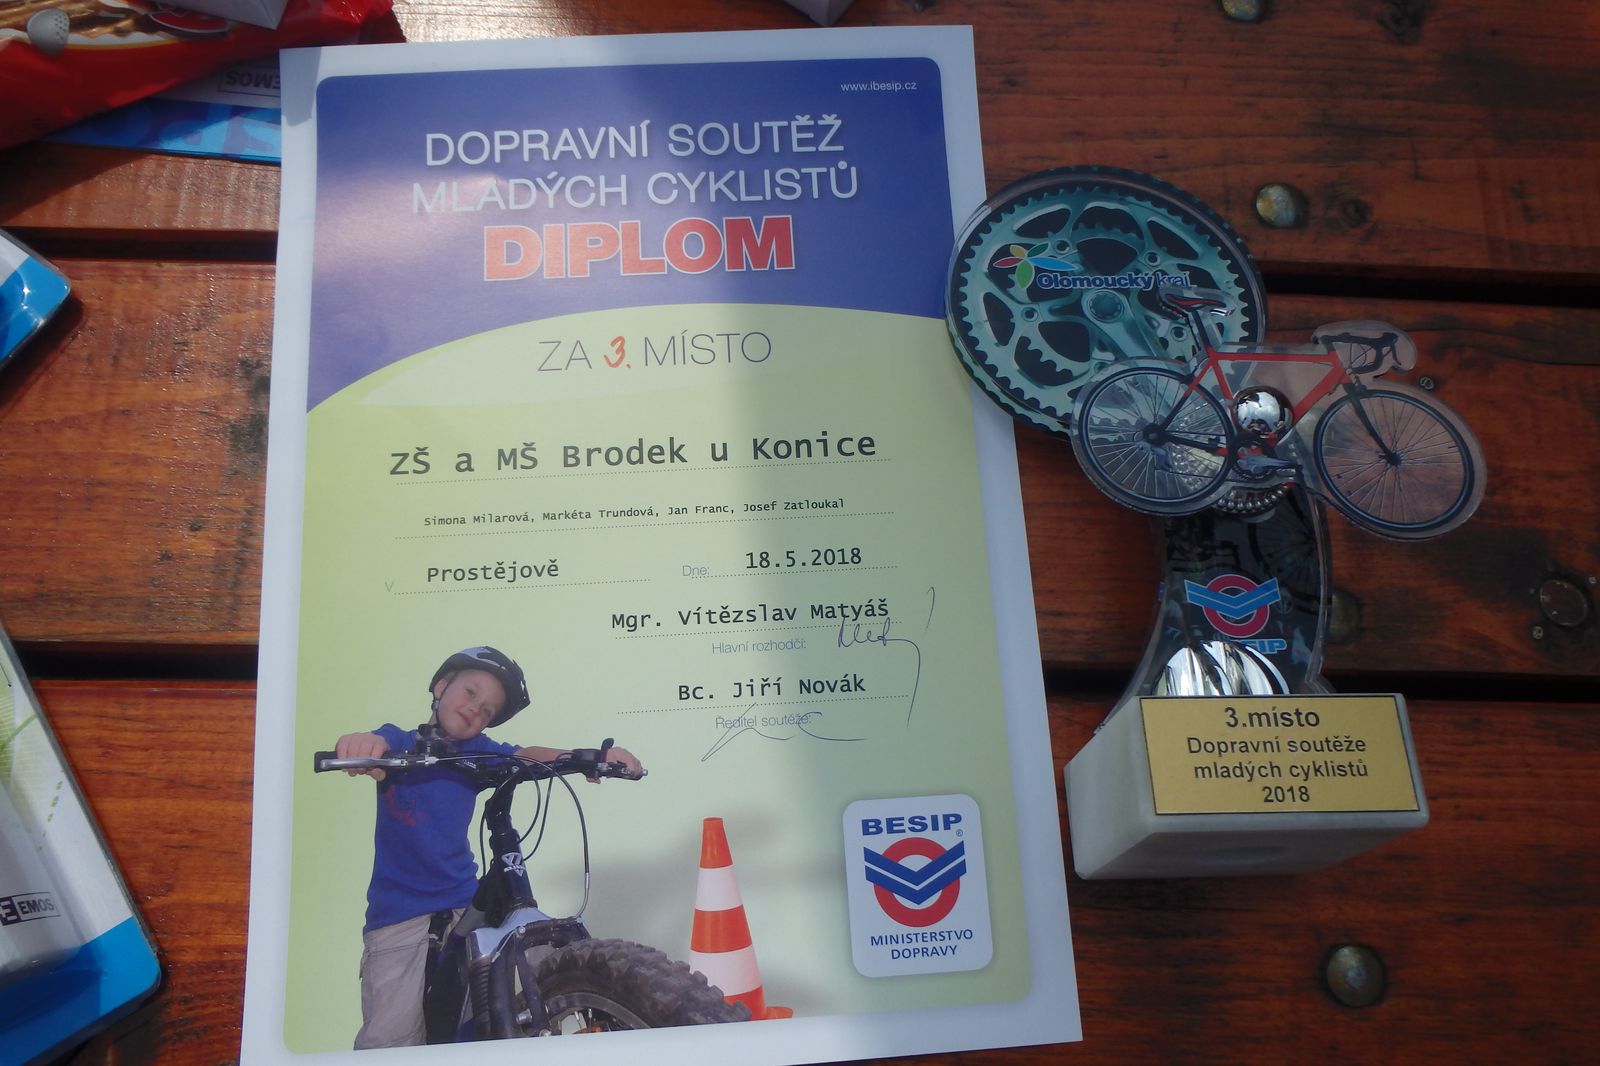 www.ibesip.cz
DOPRAVNÍ SOUTĚŽ
MLADÝCH CYKLISTŮ
DIPLOM
ZA 3. MÍSTO
ZŠ a MŠ Brodek u Konice
Simona Milarová, Markéta Trundová, Jan Franc, Josef Zatloukal
V Prostějově Dne: 18.5.2018
Mgr. Vítězslav Matyáš
Hlavní rozhodčí:
Bc. Jiří Novák
Ředitel soutěže:
BESIP®
MINISTERSTVO
DOPRAVY
Olomoucký kraj
BESIP
3.místo
Dopravní soutěže
mladých cyklistů
2018
EMOS
EMOS